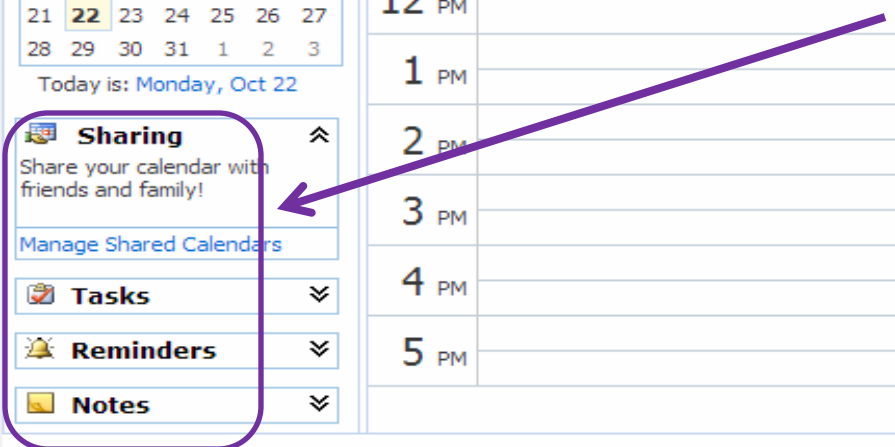 21 22 23 24 25 26 27
28 29 30 31 1 2 3
Today is: Monday, Oct 22
Sharing
Share your calendar with
friends and family!
Manage Shared Calendars
Tasks
Reminders
Notes
12 PM
1 PM
2 PM
3 PM
4 PM
5 PM